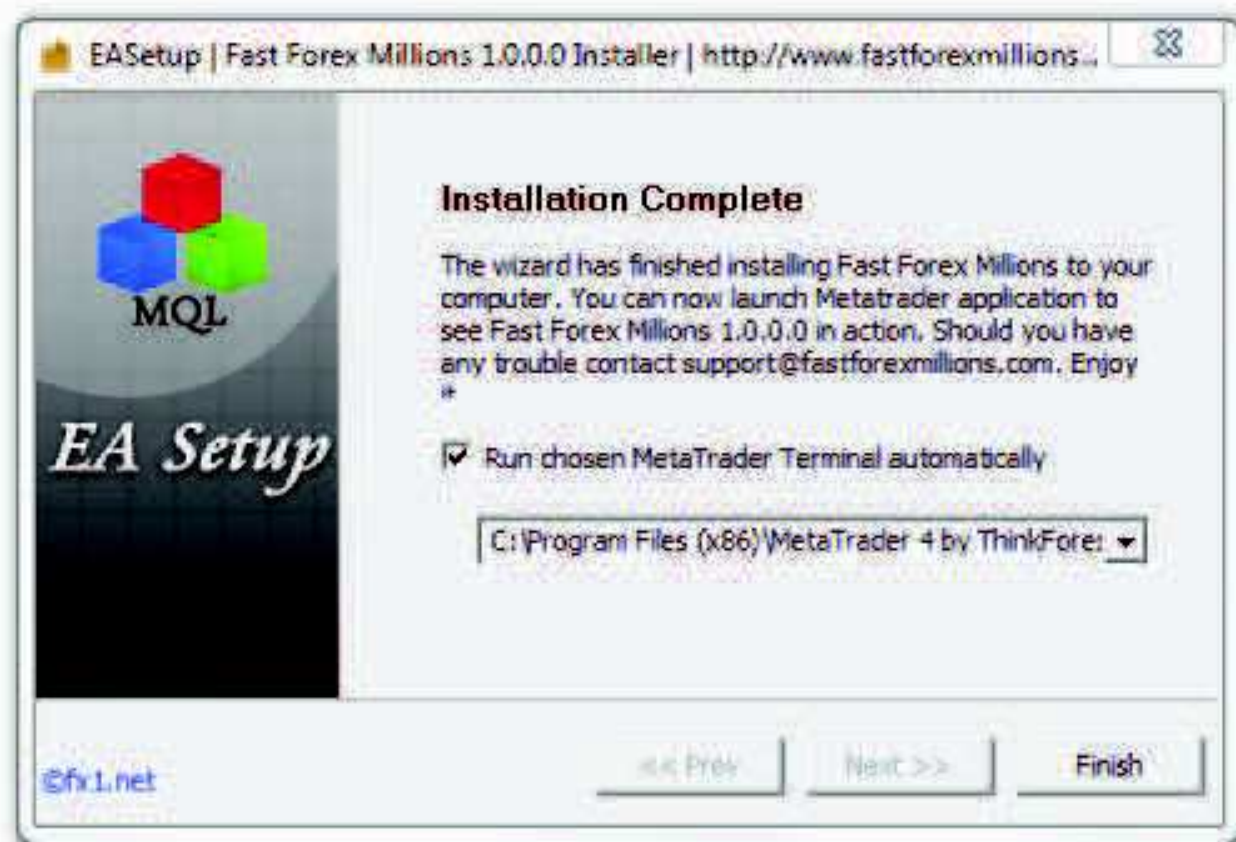 EASetup | Fast Forex Millions 1.0.0.0 Installer | http://www.fastforexmillions...
MQL
EA Setup
Installation Complete
The wizard has finished installing Fast Forex Millions to your
computer. You can now launch Metatrader application to
see Fast Forex Millions 1.0.0.0 in action. Should you have
any trouble contact support@fastforexmillions.com. Enjoy
it
Run chosen MetaTrader Terminal automatically
C:\Program Files (x86)\MetaTrader 4 by ThinkForex
©fx1.net
<< Prev
Next >>
Finish